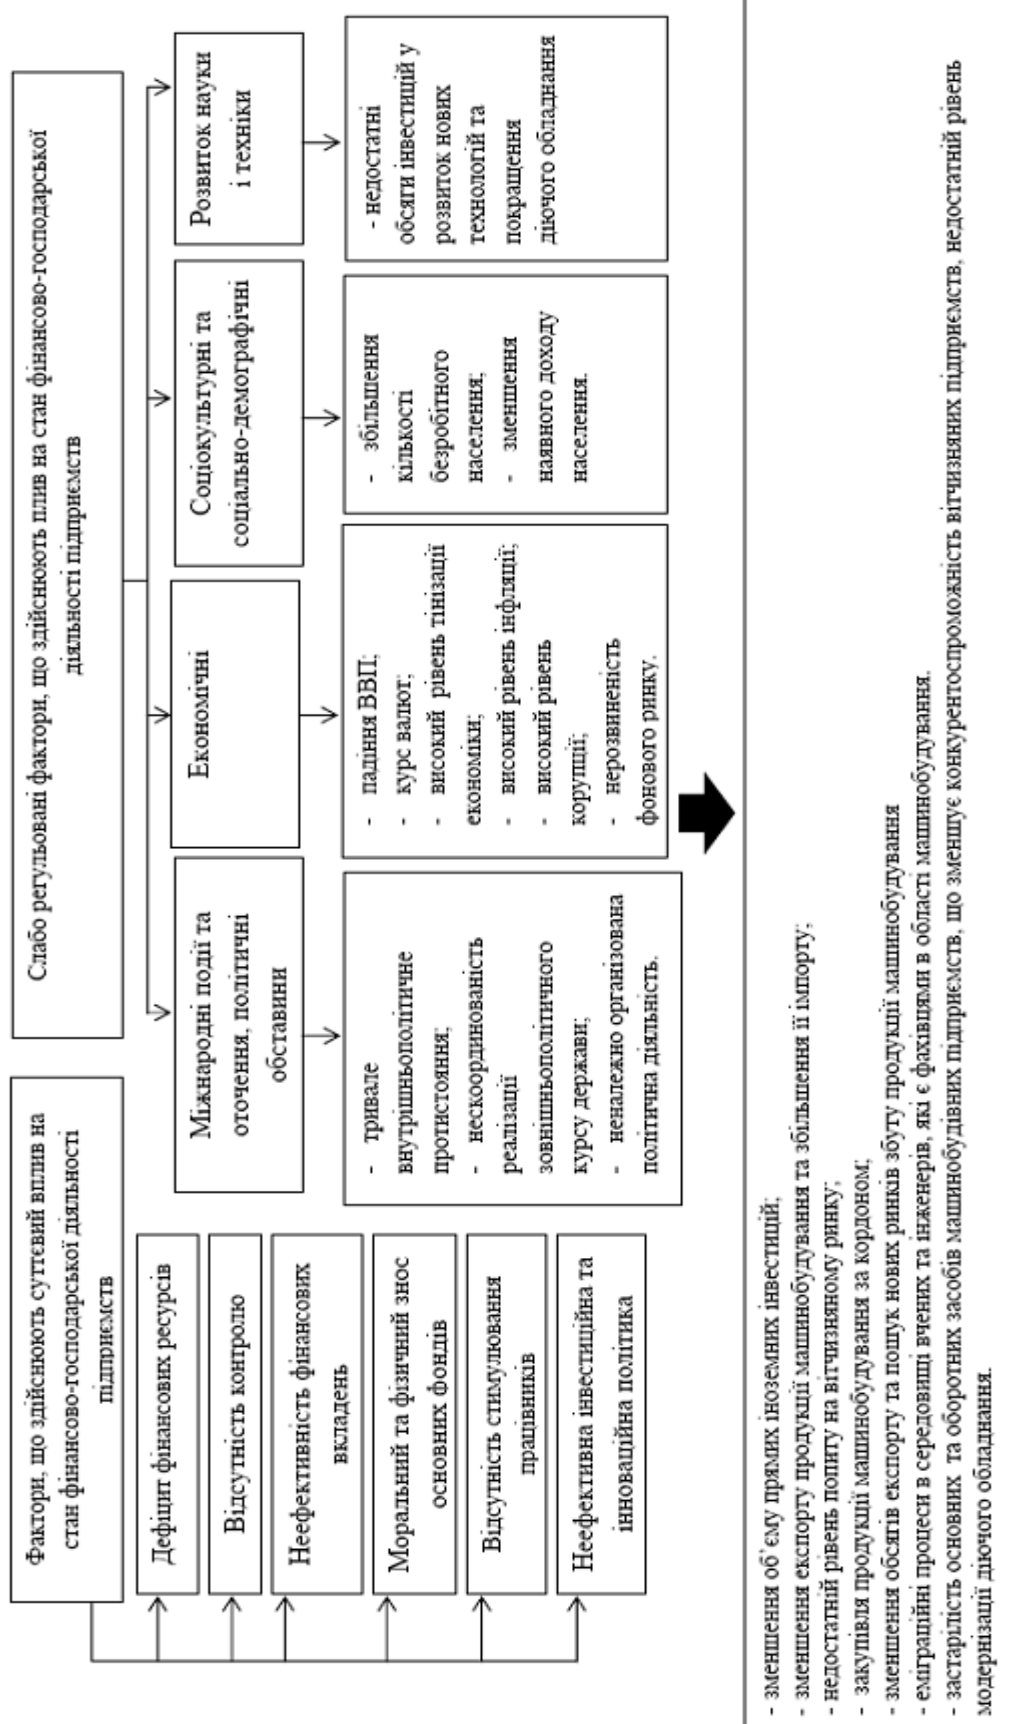 Фактори, що здійснюють суттєвий вплив на
стан фінансово-господарської діяльності
підприємств
Дефіцит фінансових ресурсів
Відсутність контролю
Неефективність фінансових
вкладень
Моральний та фізичний знос
основних фондів
Відсутність стимулювання
працівників
Неефективна інвестиційна та
інноваційна політика
Слабо регульовані фактори, що здійснюють плив на стан фінансово-господарської
діяльності підприємств
Міжнародні події та
оточення, політичні
обставини
- тривале
внутрішньополітичне
протистояння;
- нескоординованість
реалізації
зовнішньополітичного
курсу держави;
- неналежно організована
політична діяльність.
Економічні
- падіння ВВП;
- курс валют;
- високий рівень тінізації
економіки;
- високий рівень інфляції;
- високий рівень
корупції;
- нерозвиненість
фонового ринку.
Соціокультурні та
соціально-демографічні
- збільшення
кількості
безробітного
населення;
- зменшення
наявного доходу
населення.
Розвиток науки
і техніки
- недостатні
обсяги інвестицій у
розвиток нових
технологій та
покращення
діючого обладнання
- зменшення об’єму прямих іноземних інвестицій;
- зменшення експорту продукції машинобудування та збільшення її імпорту;
- недостатній рівень попиту на вітчизняному ринку;
- закупівля продукції машинобудування за кордоном;
- зменшення обсягів експорту та пошук нових ринків збуту продукції машинобудування
- еміграційні процеси в середовищі вчених та інженерів, які є фахівцями в області машинобудування.
- застарілість основних та оборотних засобів машинобудівних підприємств, що зменшує конкурентоспроможність вітчизняних підприємств, недостатній рівень
модернізації діючого обладнання.